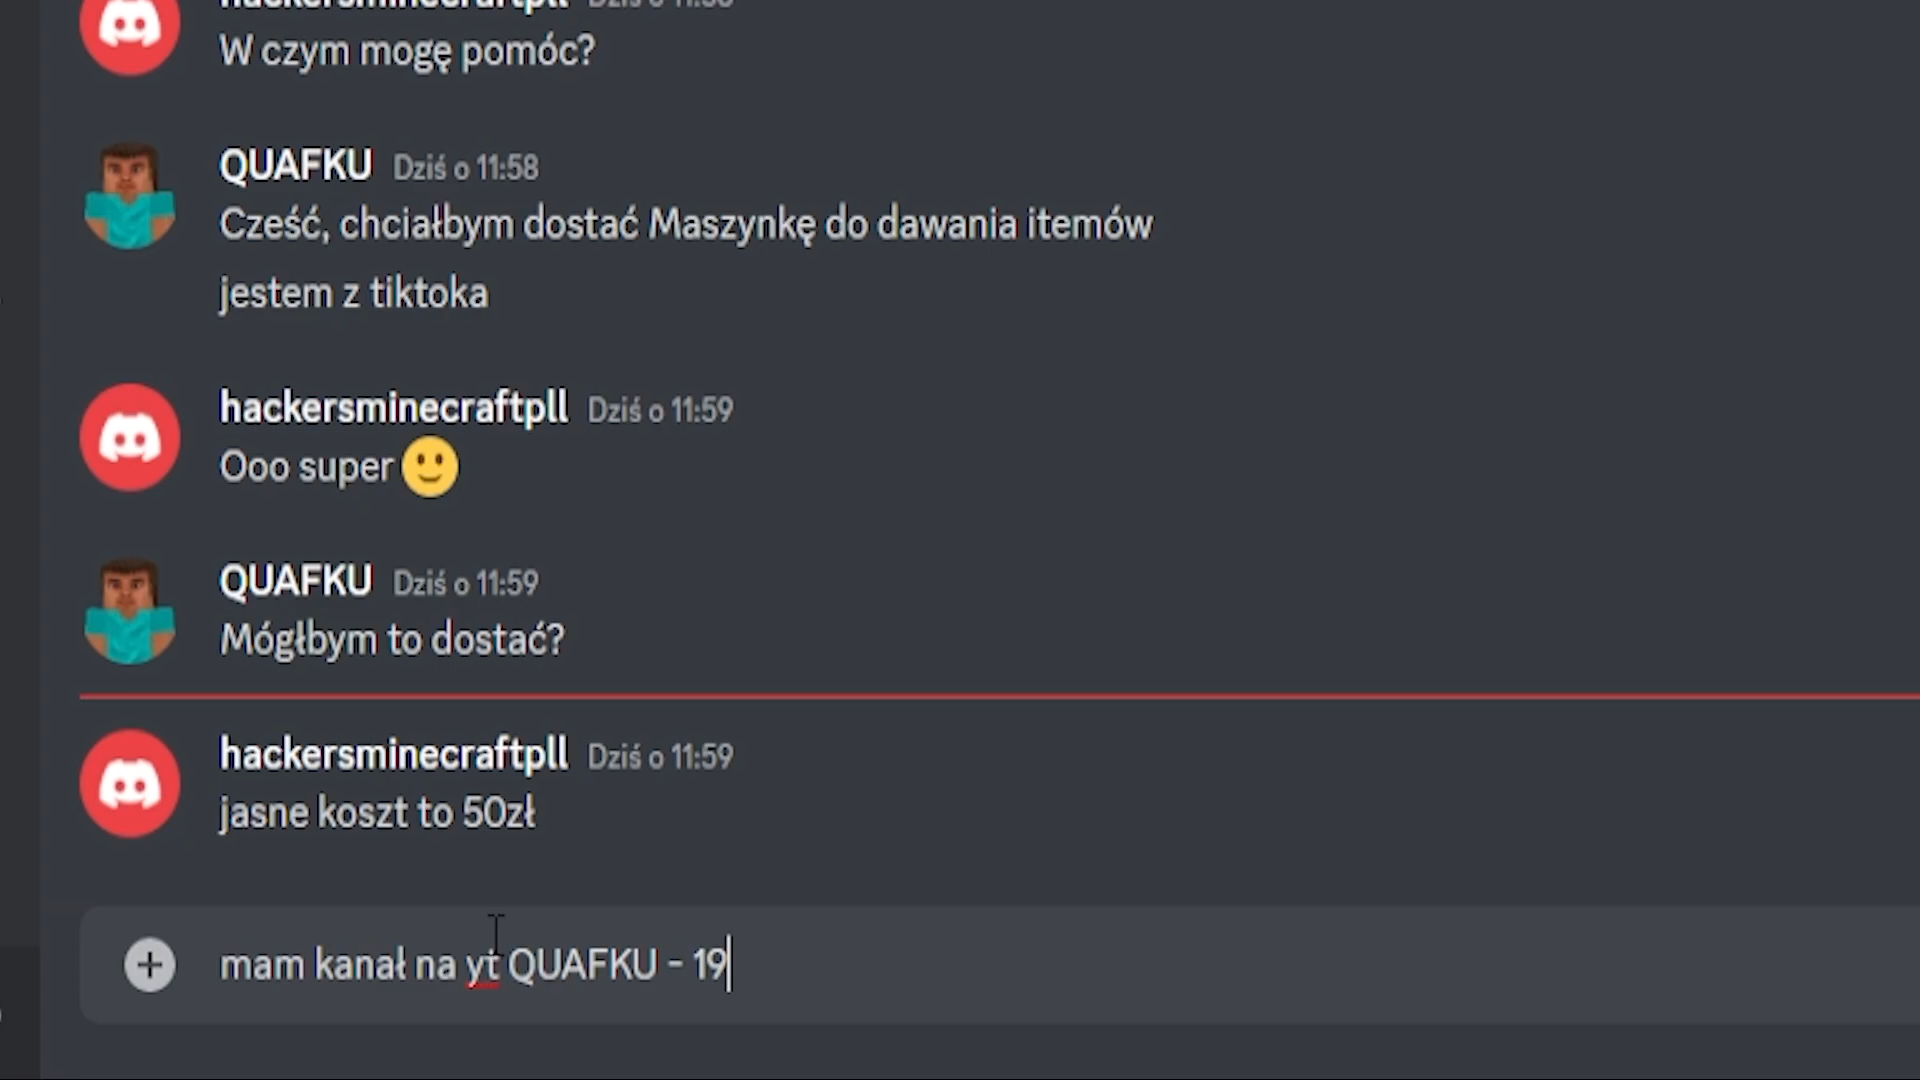 hackersminecraftpll Dziś o 11:58
W czym mogę pomóc?
QUAFKU Dziś o 11:58
Cześć, chciałbym dostać Maszynkę do dawania itemów
jestem z tiktoka
hackersminecraftpll Dziś o 11:59
Ooo super 🙂
QUAFKU Dziś o 11:59
Mógłbym to dostać?
hackersminecraftpll Dziś o 11:59
jasne koszt to 50zł
mam kanał na yt QUAFKU - 19